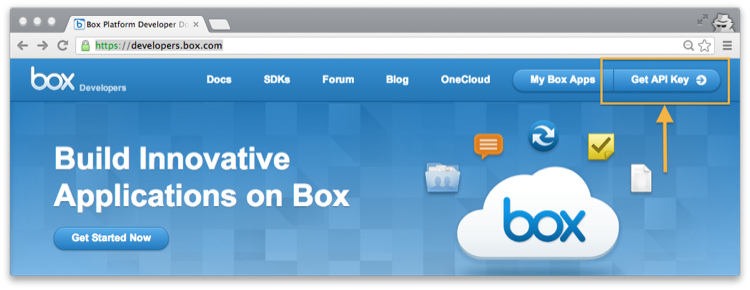 Box Platform Developer Do
https://developers.box.com
box Developers
Docs
SDKs
Forum
Blog
OneCloud
My Box Apps
Get API Key
Build Innovative
Applications on Box
Get Started Now
box